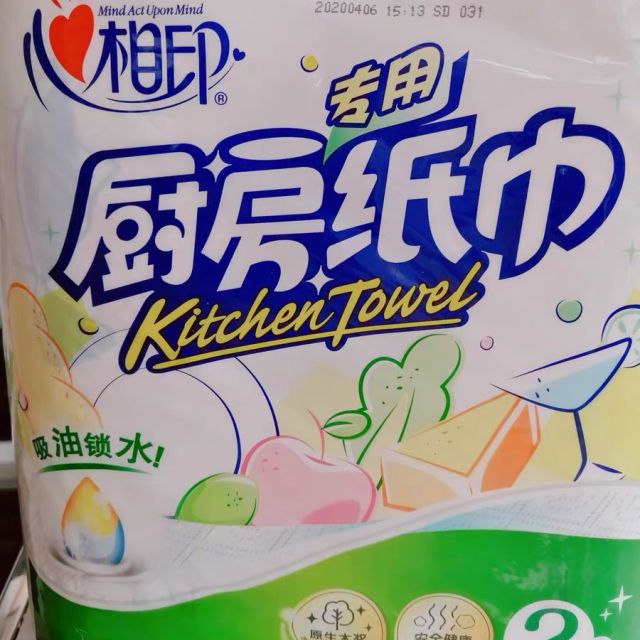 Mind Act Upon Mind
心相印®
20200406 15:13 SD 031
专用
厨房纸巾
Kitchen Towel
吸油锁水!
原生木浆
安全健康